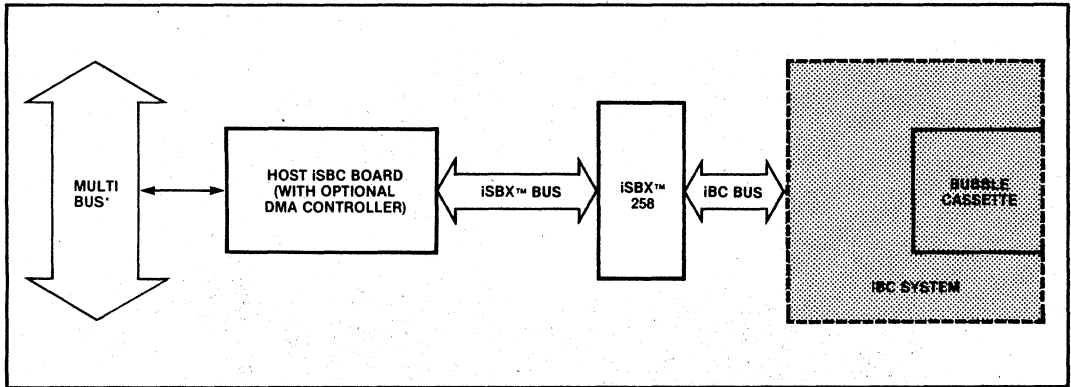 MULTI
BUS*
HOST iSBC BOARD
(WITH OPTIONAL
DMA CONTROLLER)
iSBX™ BUS
iSBX™
258
iBC BUS
BUBBLE
CASSETTE
iBC SYSTEM